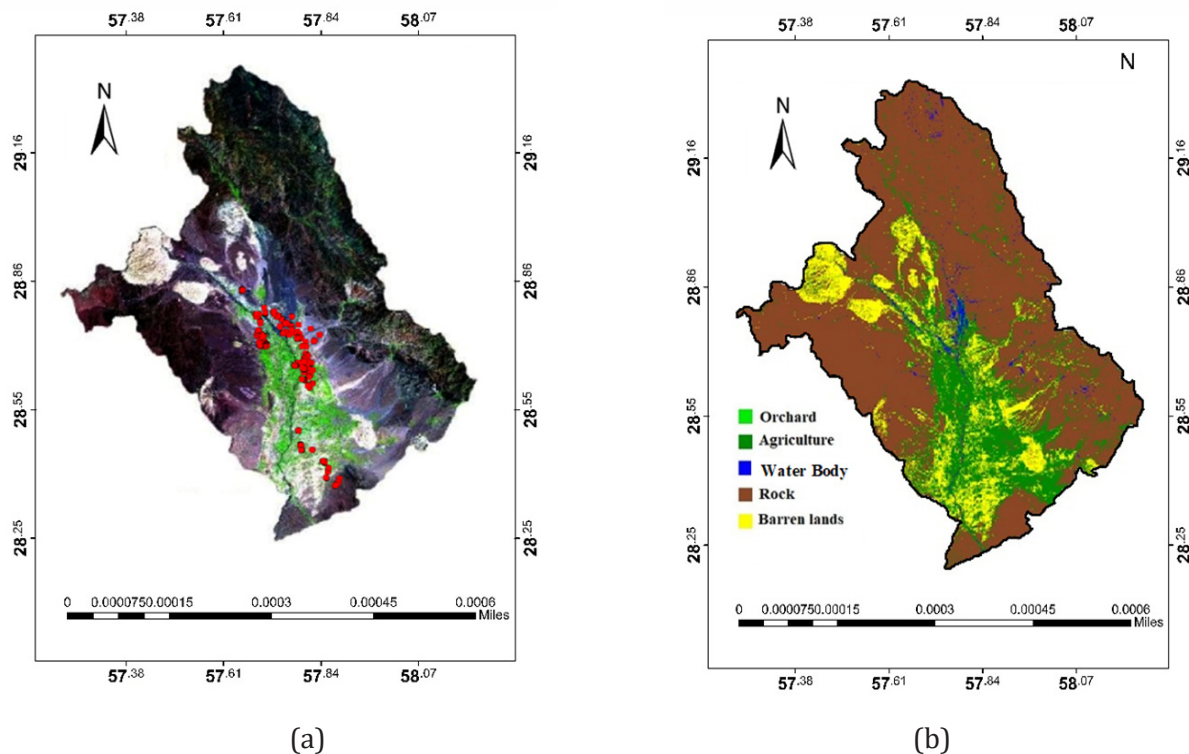 57.38 57.61 57.84 58.07
N
29.16 29.16
28.86 28.86
28.55 28.55
28.25 28.25
0 0.0000750.00015 0.0003 0.00045 0.0006
Miles
57.38 57.61 57.84 58.07
(a)
57.38 57.61 57.84 58.07
N
N
29.16 29.16
28.86 28.86
28.55 28.55
28.25 28.25
Orchard
Agriculture
Water Body
Rock
Barren lands
0 0.0000750.00015 0.0003 0.00045 0.0006
Miles
57.38 57.61 57.84 58.07
(b)